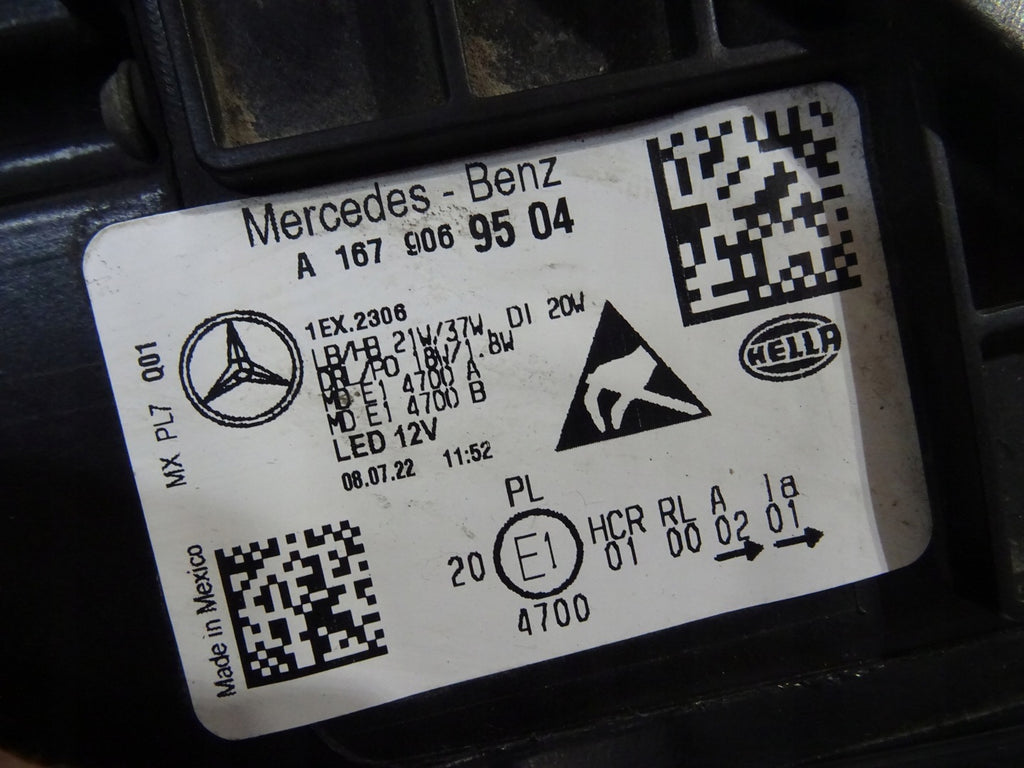 Mercedes - Benz
A 167 906 95 04
1EX.2306
LB/HB 21W/37W, DI 20W
DRL/PO 18W/1.8W
MD E1 4700 A
MD E1 4700 B
LED 12V
08.07.22 11:52
MX PL7 Q01
HELLA
PL
20 E1 HCR RL A Ia
01 00 02 01
4700
Made in Mexico